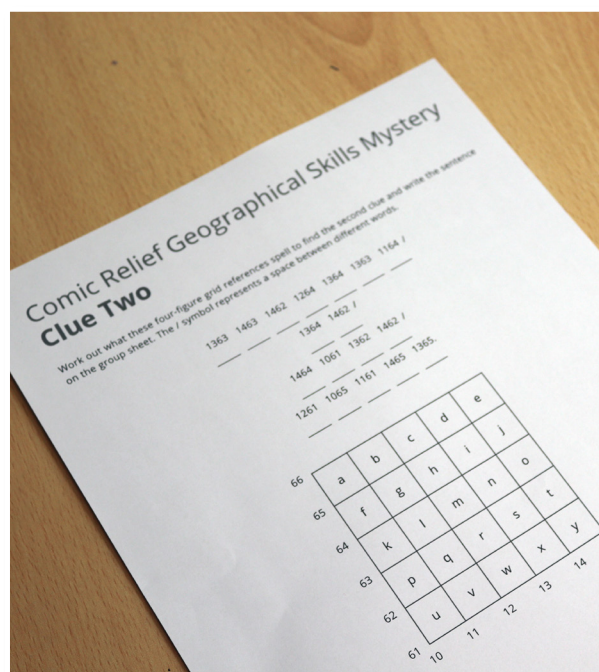 Comic Relief Geographical Skills Mystery
Clue Two
Work out what these four-figure grid references spell to find the second clue and write the sentence
on the group sheet. The / symbol represents a space between different words.
1363 1463 1462 1264 1364 1363 1164 /
1364 1462 /
1464 1061 1362 1462 /
1261 1065 1161 1465 1365.
66 a b c d e
65 f g h i j
64 k l m n o
63 p q r s t
62 u v w x y
61
10 11 12 13 14